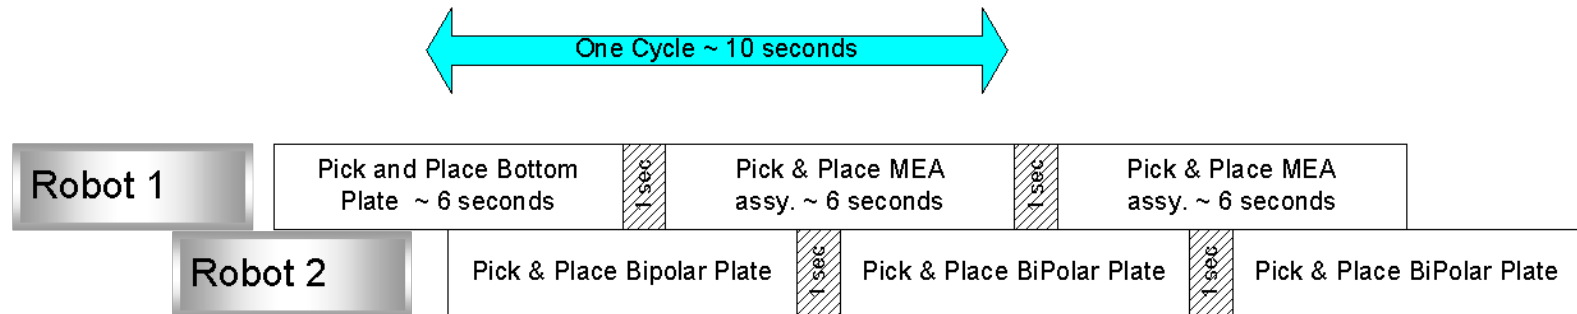 One Cycle ~ 10 seconds
Robot 1
Pick and Place Bottom
Plate ~ 6 seconds
1 sec
Pick & Place MEA
assy. ~ 6 seconds
1 sec
Pick & Place MEA
assy. ~ 6 seconds
Robot 2
Pick & Place Bipolar Plate
1 sec
Pick & Place BiPolar Plate
1 sec
Pick & Place BiPolar Plate